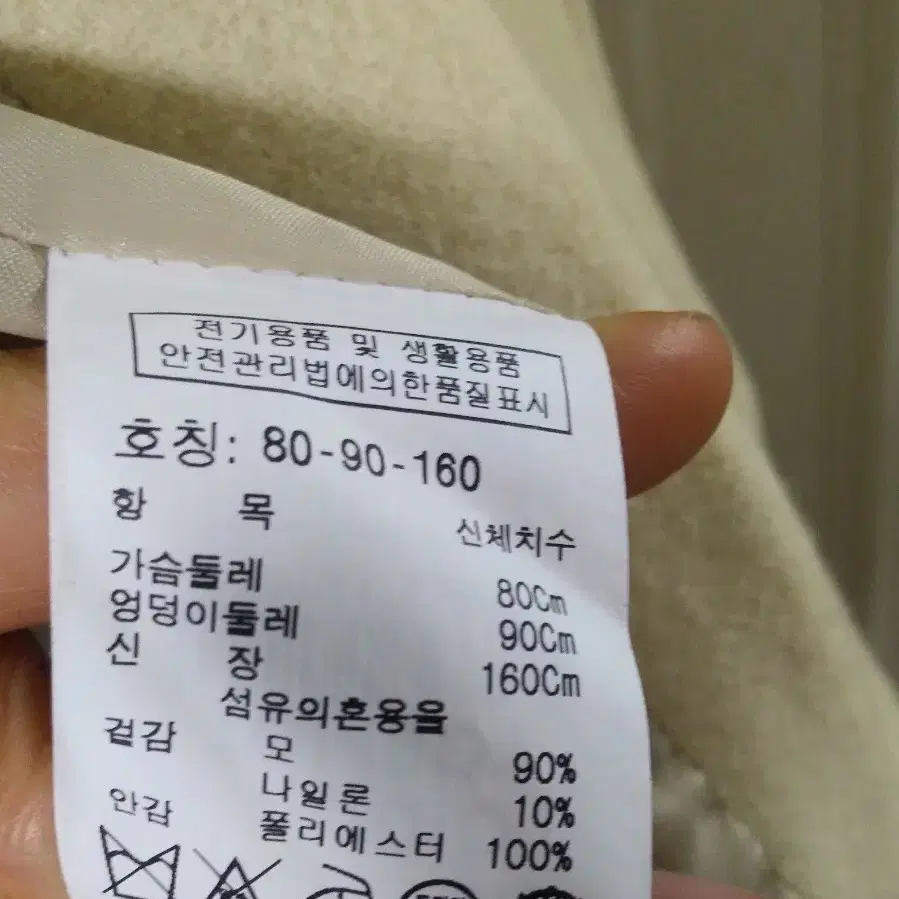 전기용품 및 생활용품
안전관리법에의한품질표시
호칭: 80-90-160
항 목 신체치수
가슴둘레 80Cm
엉덩이둘레 90Cm
신 장 160Cm
섬유의혼용율
겉감 모 90%
나일론 10%
안감 폴리에스터 100%